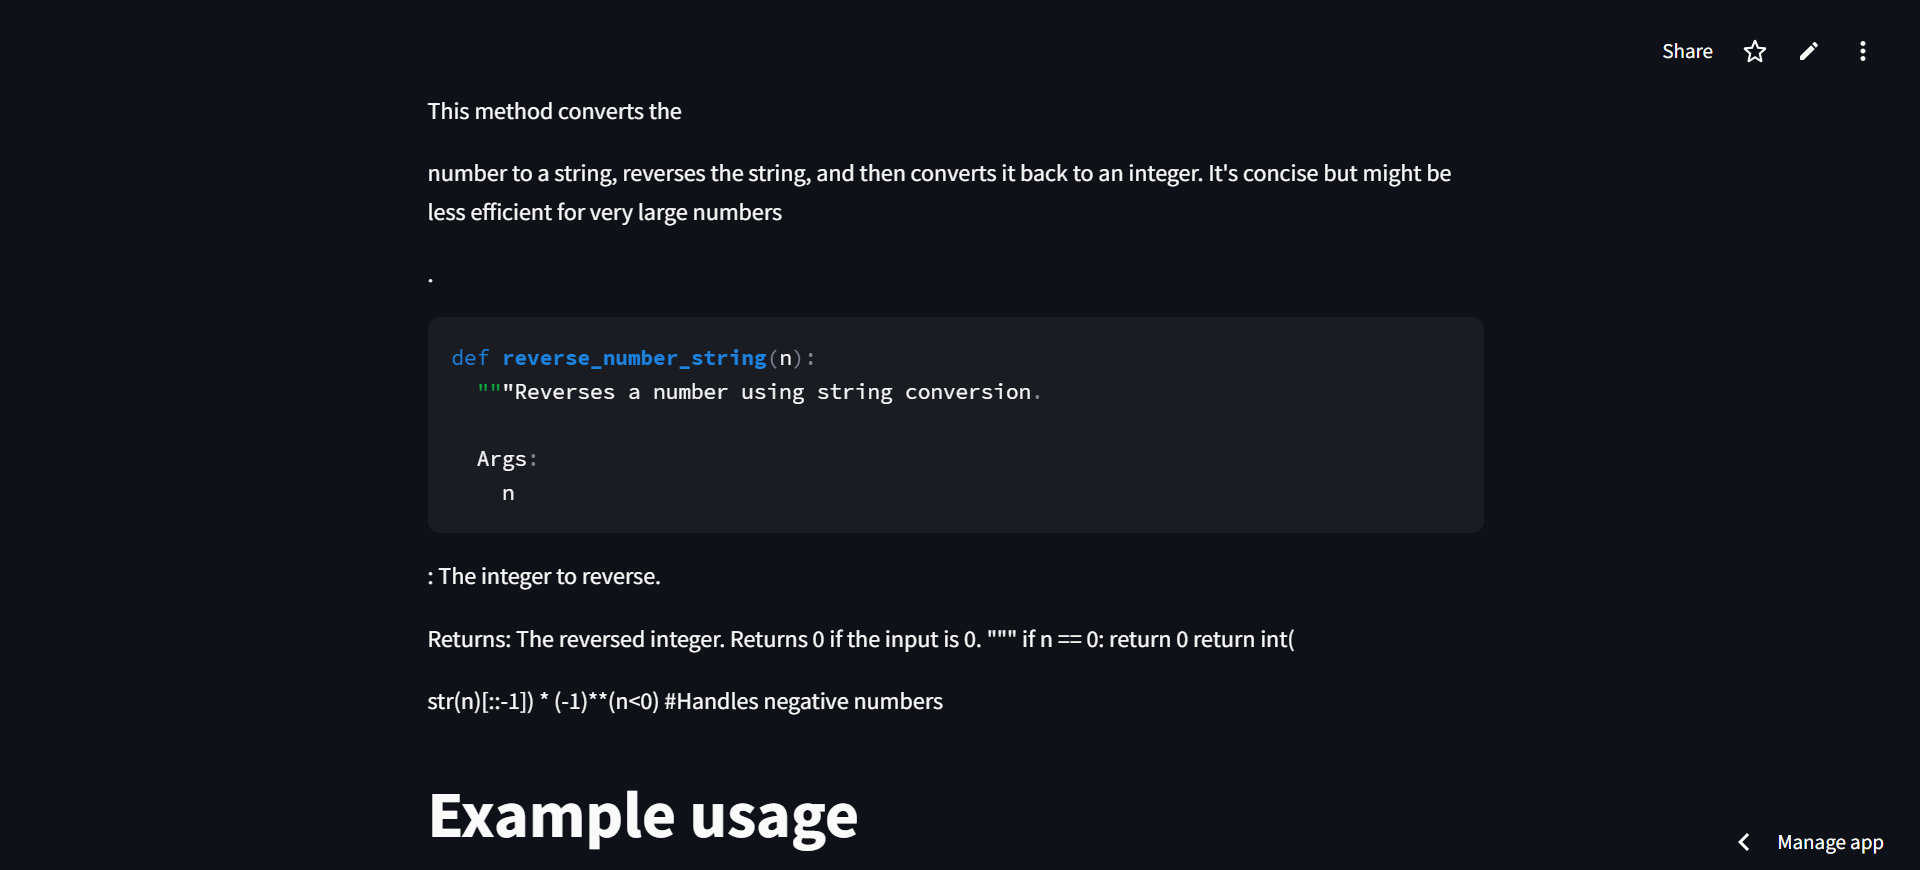 Share
This method converts the
number to a string, reverses the string, and then converts it back to an integer. It's concise but might be
less efficient for very large numbers
.
def reverse_number_string(n):
"""Reverses a number using string conversion.
Args:
n
: The integer to reverse.
Returns: The reversed integer. Returns 0 if the input is 0. """ if n == 0: return 0 return int(
str(n)[::-1]) * (-1)**(n<0) #Handles negative numbers
Example usage
Manage app